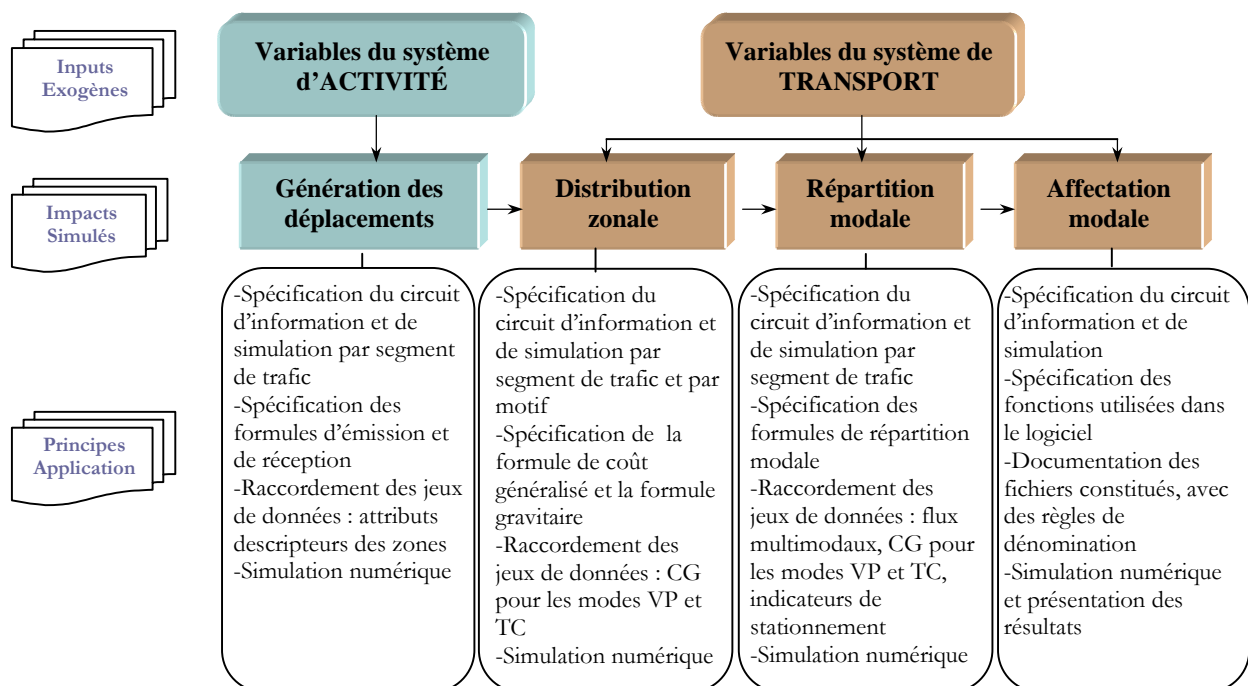 Inputs
Exogènes
Variables du système
d'ACTIVITÉ
Variables du système de
TRANSPORT
Impacts
Simulés
Génération des
déplacements
Distribution
zonale
Répartition
modale
Affectation
modale
Principes
Application
-Spécification du circuit
d'information et de
simulation par segment
de trafic
-Spécification des
formules d'émission et
de réception
-Raccordement des jeux
de données : attributs
descripteurs des zones
-Simulation numérique
-Spécification du
circuit d'information et
de simulation par
segment de trafic et par
motif
-Spécification de la
formule de coût
généralisé et la formule
gravitaire
-Raccordement des
jeux de données : CG
pour les modes VP et
TC
-Simulation numérique
-Spécification du
circuit d'information et
de simulation par
segment de trafic
-Spécification des
formules de répartition
modale
-Raccordement des
jeux de données : flux
multimodaux, CG pour
les modes VP et TC,
indicateurs de
stationnement
-Simulation numérique
-Spécification du circuit
d'information et de
simulation
-Spécification des
fonctions utilisées dans
le logiciel
-Documentation des
fichiers constitués, avec
des règles de
dénomination
-Simulation numérique
et présentation des
résultats